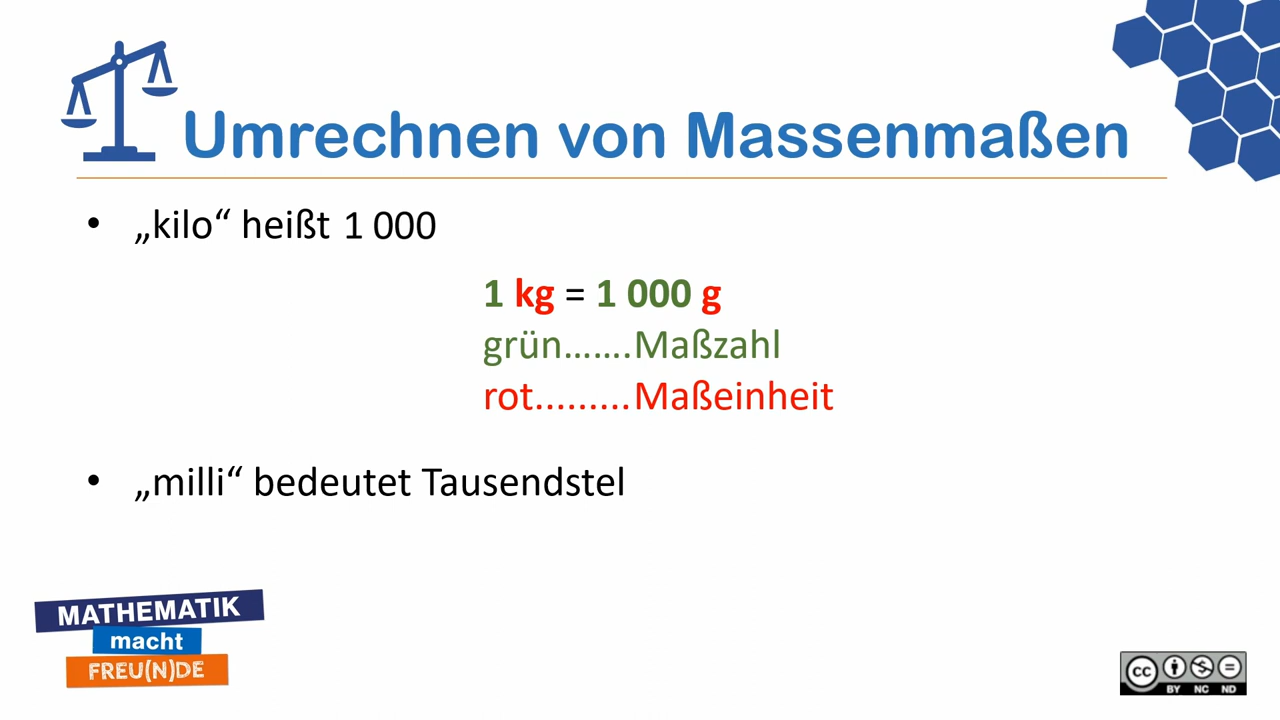 Umrechnen von Massenmaßen
• „kilo“ heißt 1 000
1 kg = 1 000 g
grün…….Maßzahl
rot.........Maßeinheit
• „milli“ bedeutet Tausendstel
MATHEMATIK
macht
FREU(N)DE
cc
BY NC ND